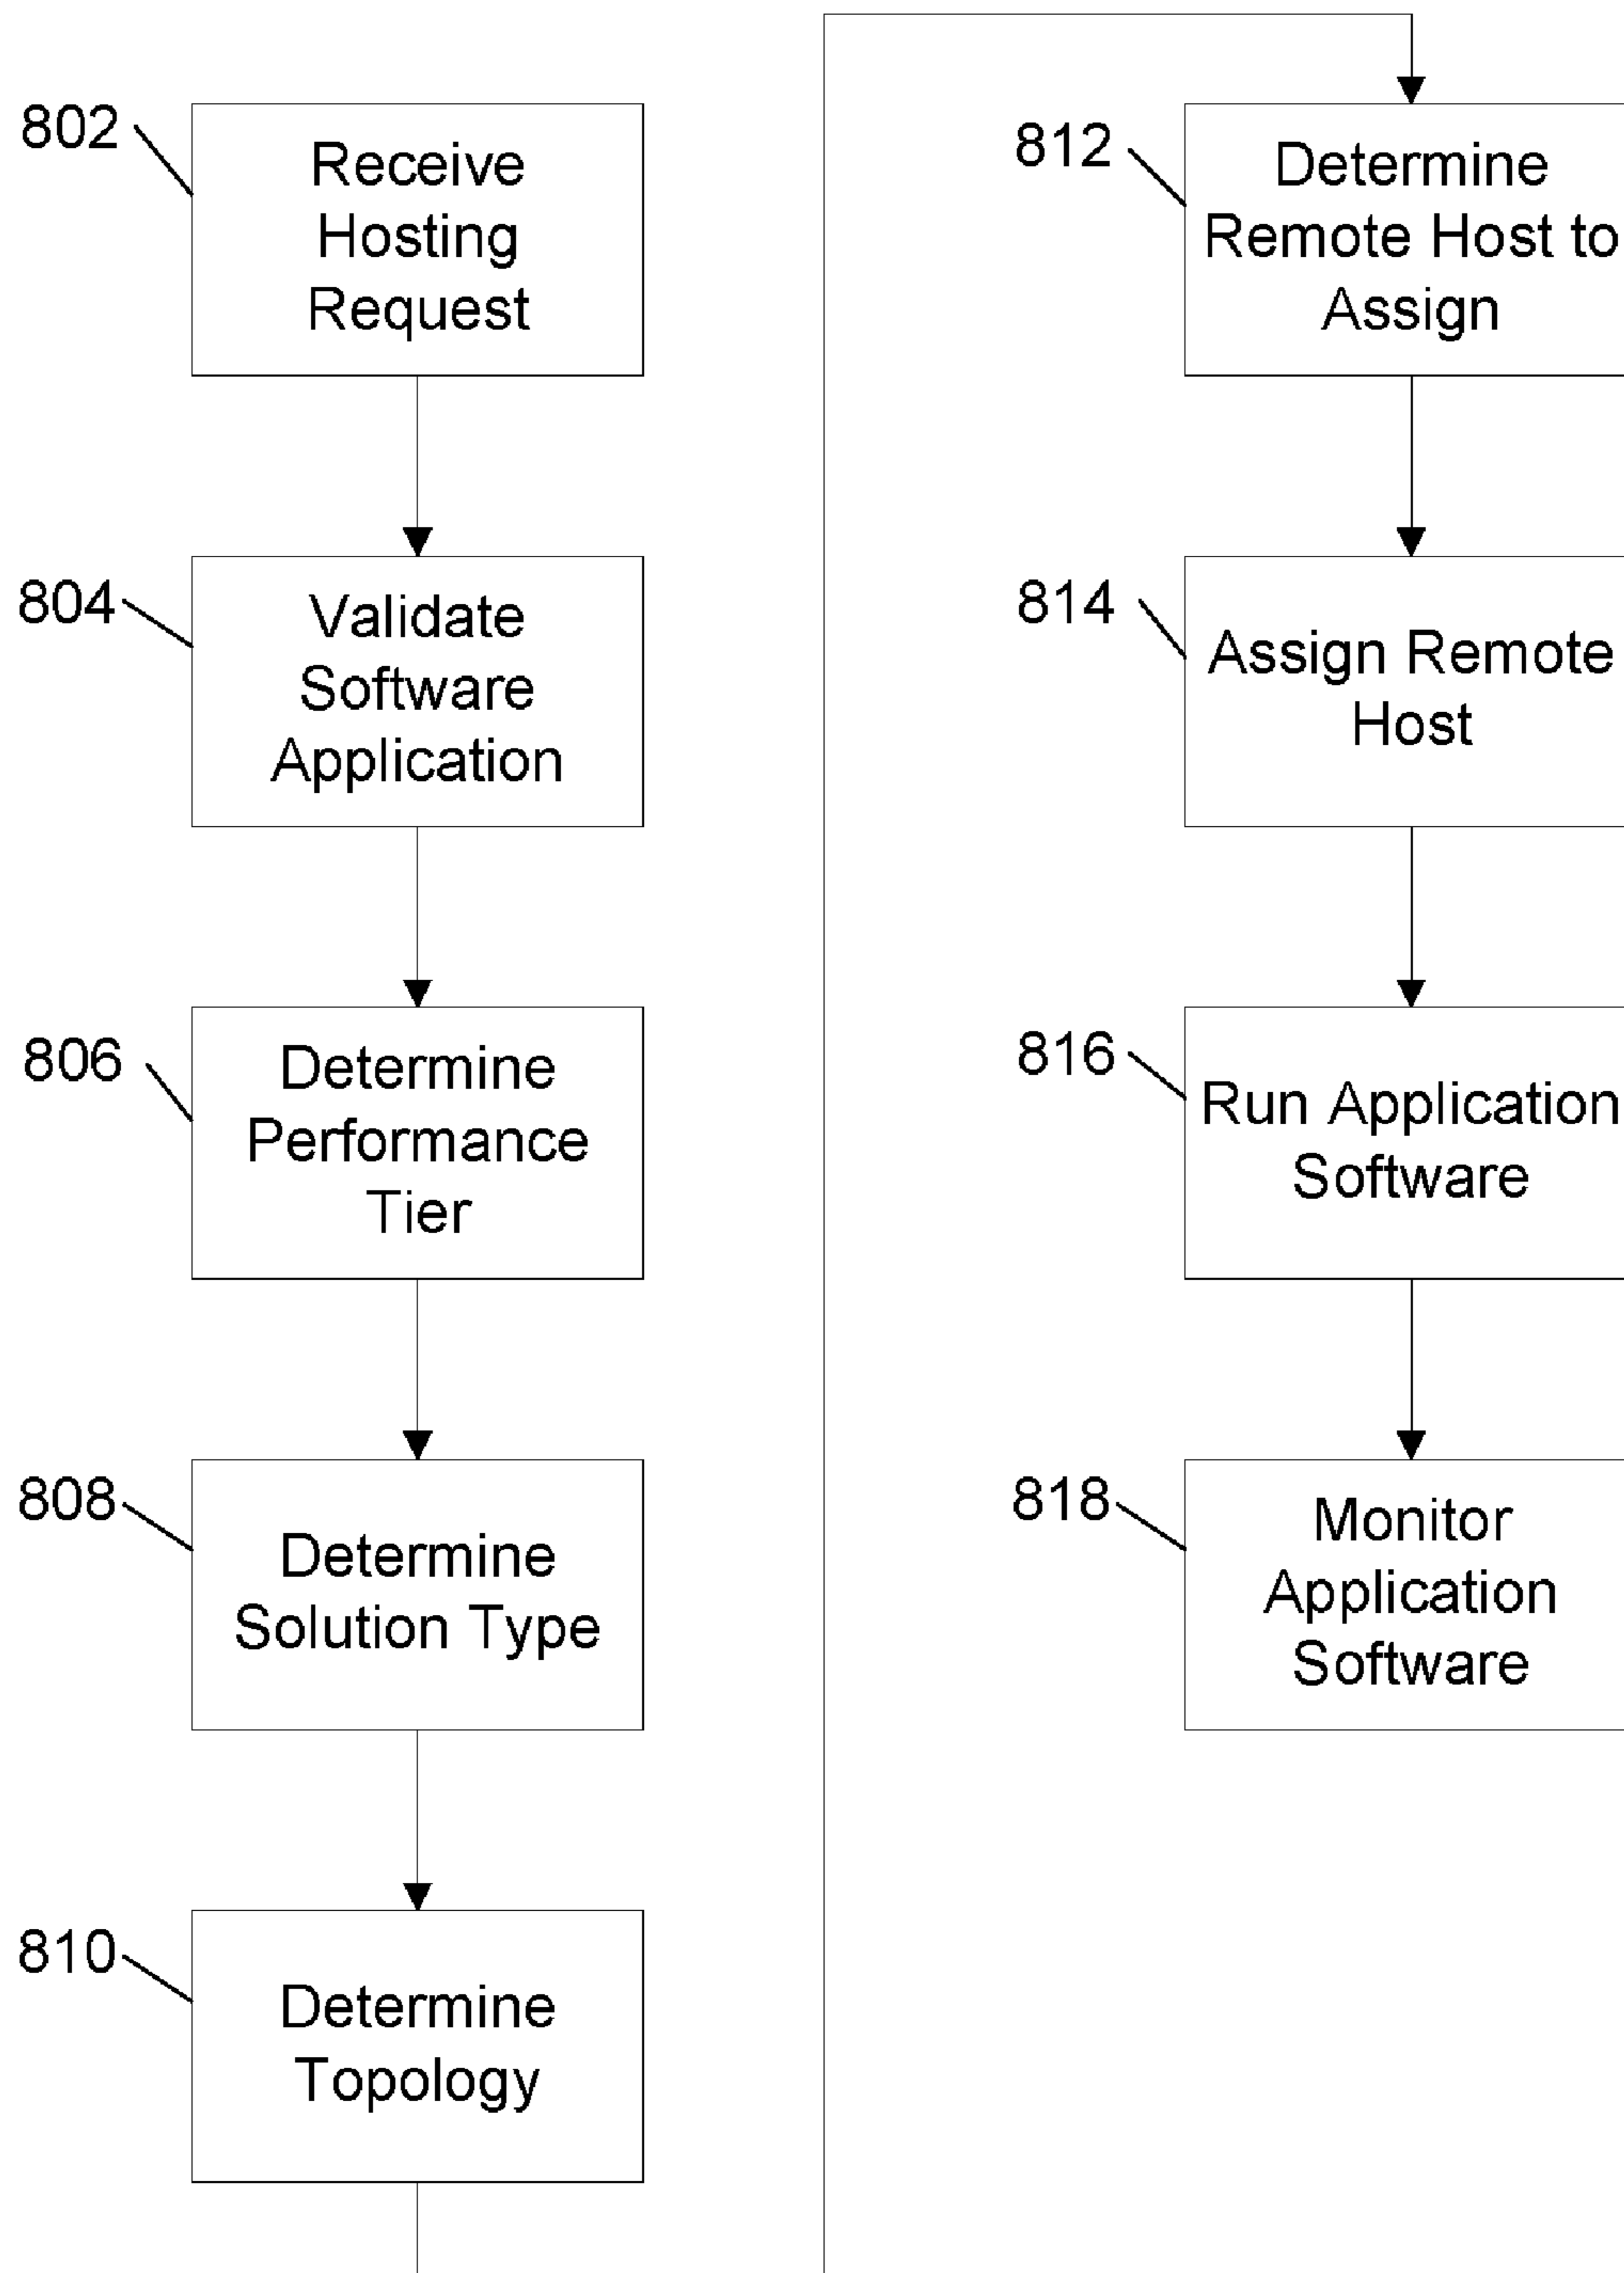 802
Receive
Hosting
Request
804
Validate
Software
Application
806
Determine
Performance
Tier
808
Determine
Solution Type
810
Determine
Topology
812
Determine
Remote Host to
Assign
814
Assign Remote
Host
816
Run Application
Software
818
Monitor
Application
Software